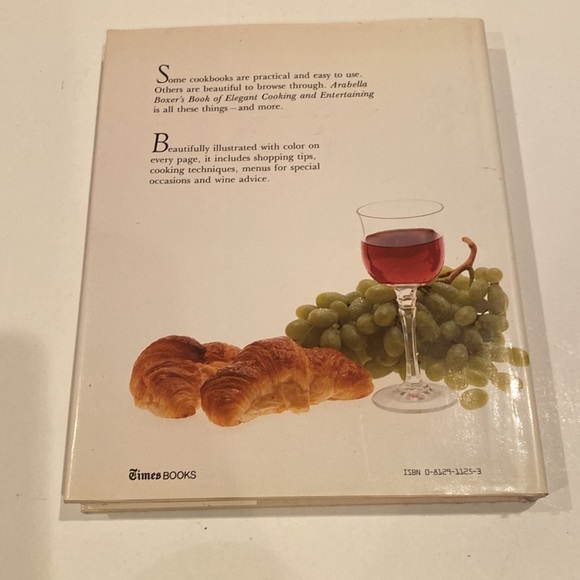 Some cookbooks are practical and easy to use.
Others are beautiful to browse through. Arabella
Boxer's Book of Elegant Cooking and Entertaining
is all these things—and more.
Beautifully illustrated with color on
every page, it includes shopping tips,
cooking techniques, menus for special
occasions and wine advice.
Times BOOKS
ISBN 0-8129-1125-3